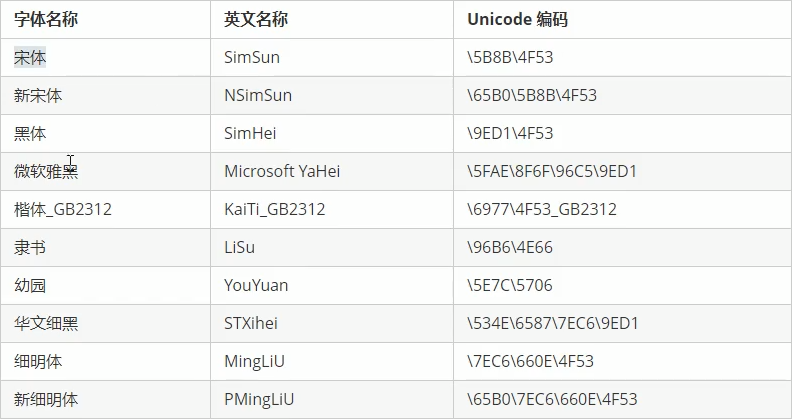 字体名称 英文名称 Unicode 编码
宋体 SimSun \5B8B\4F53
新宋体 NSimSun \65B0\5B8B\4F53
黑体 SimHei \9ED1\4F53
微软雅黑 Microsoft YaHei \5FAE\8F6F\96C5\9ED1
楷体_GB2312 KaiTi_GB2312 \6977\4F53_GB2312
隶书 LiSu \96B6\4E66
幼园 YouYuan \5E7C\5706
华文细黑 STXihei \534E\6587\7EC6\9ED1
细明体 MingLiU \7EC6\660E\4F53
新细明体 PMingLiU \65B0\7EC6\660E\4F53